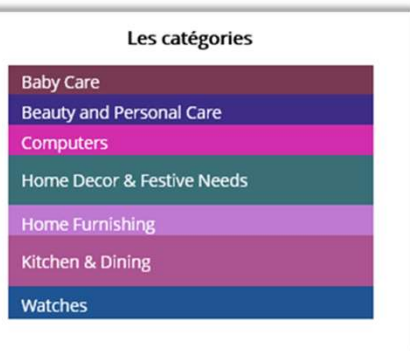 Les catégories
Baby Care
Beauty and Personal Care
Computers
Home Decor & Festive Needs
Home Furnishing
Kitchen & Dining
Watches